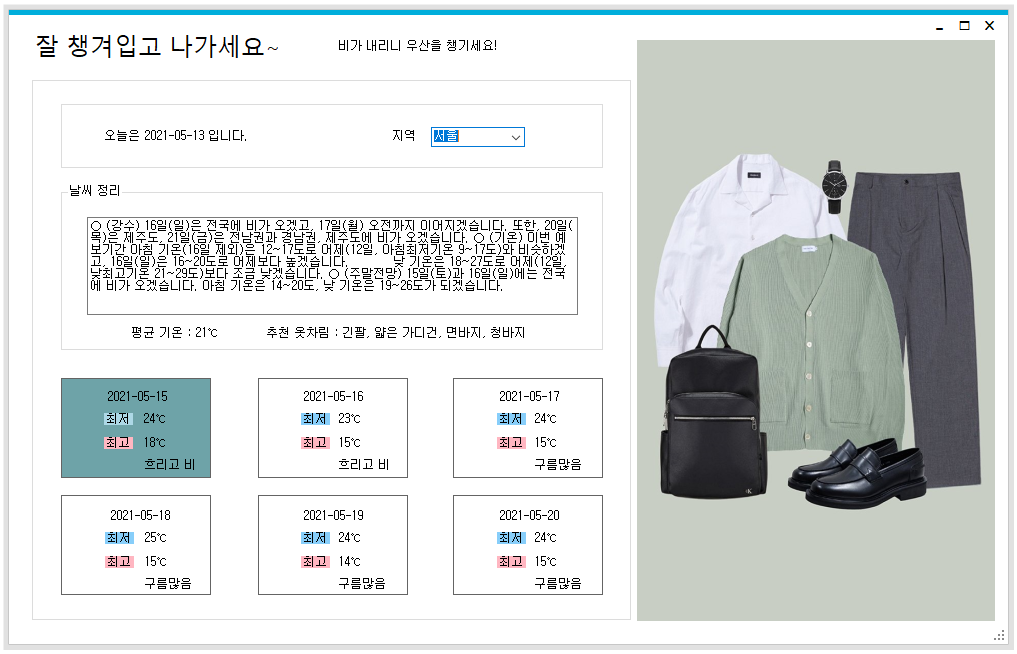 잘 챙겨입고 나가세요~
비가 내리니 우산을 챙기세요!
오늘은 2021-05-13 입니다.
지역
서울
날씨 정리
○ (강수) 16일(일)은 전국에 비가 오겠고, 17일(월) 오전까지 이어지겠습니다. 또한, 20일(
목)은 제주도, 21일(금)은 전남권과 경남권, 제주도에 비가 오겠습니다. ○ (기온) 이번 예
보기간 아침 기온(16일 제외)은 12~17도로 어제(12일, 아침최저기온 9~17도)와 비슷하겠
고, 16일(일)은 16~20도로 어제보다 높겠습니다. 낮 기온은 18~27도로 어제(12일,
낮최고기온 21~29도)보다 조금 낮겠습니다. ○ (주말전망) 15일(토)과 16일(일)에는 전국
에 비가 오겠습니다. 아침 기온은 14~20도, 낮 기온은 19~26도가 되겠습니다.
평균 기온 : 21℃
추천 옷차림 : 긴팔, 얇은 가디건, 면바지, 청바지
2021-05-15
최저 24℃
최고 18℃
흐리고 비
2021-05-16
최저 23℃
최고 15℃
흐리고 비
2021-05-17
최저 24℃
최고 15℃
구름많음
2021-05-18
최저 25℃
최고 15℃
구름많음
2021-05-19
최저 24℃
최고 14℃
구름많음
2021-05-20
최저 24℃
최고 15℃
구름많음